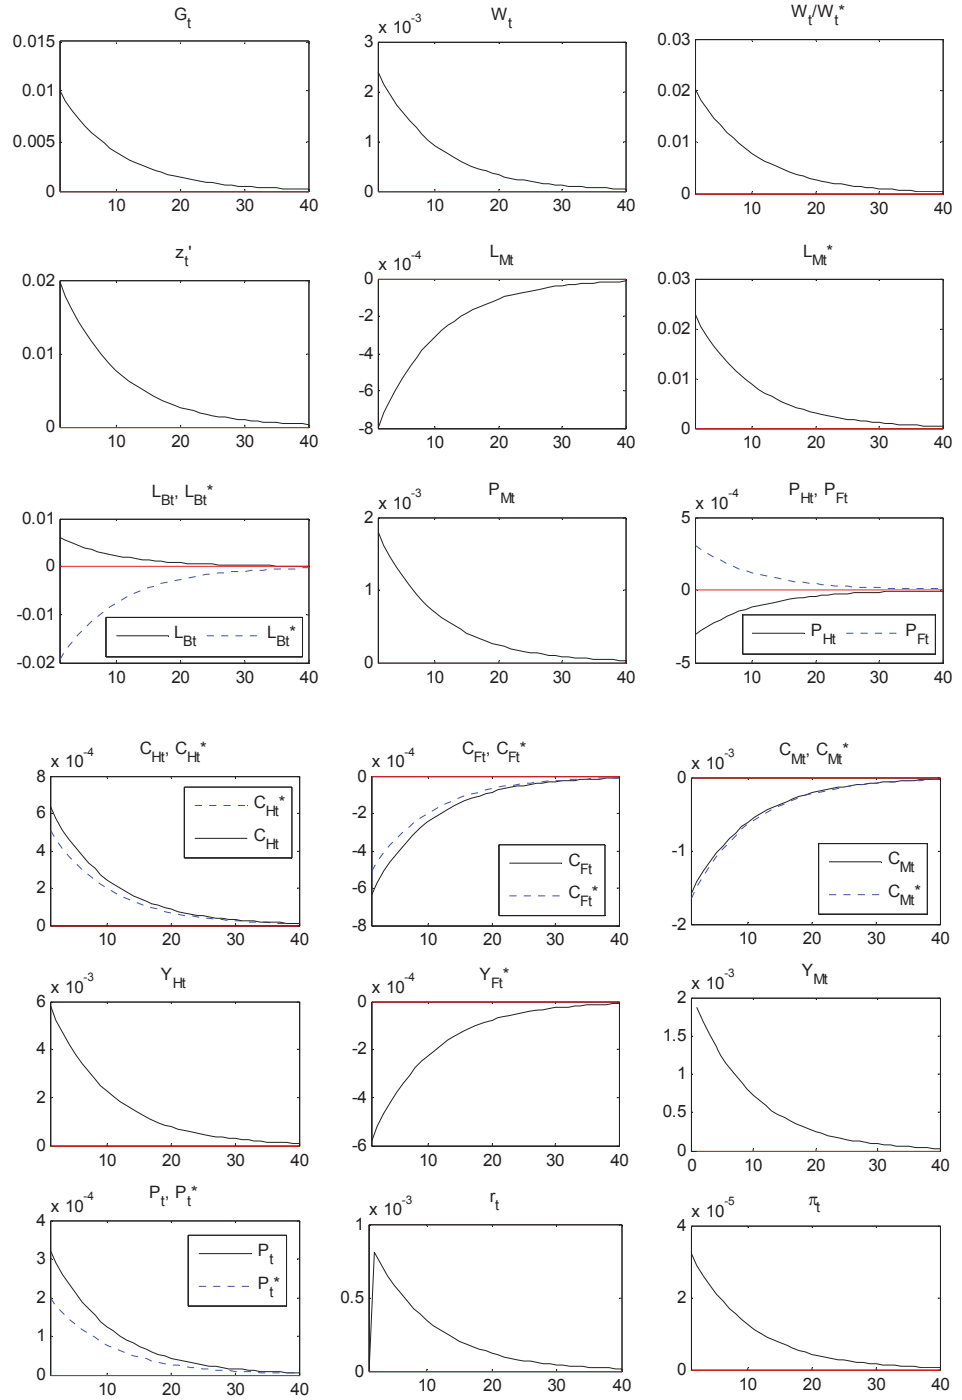 G_t
0.015
0.01
0.005
0
10 20 30 40
W_t
x 10^-3
3
2
1
0
10 20 30 40
W_t/W_t*
0.03
0.02
0.01
0
10 20 30 40
z_t'
0.02
0.01
0
10 20 30 40
L_Mt
x 10^-4
0
-2
-4
-6
-8
10 20 30 40
L_Mt*
0.03
0.02
0.01
0
10 20 30 40
L_Bt, L_Bt*
0.01
0
-0.01
-0.02
L_Bt L_Bt*
10 20 30 40
P_Mt
x 10^-3
2
1
0
10 20 30 40
P_Ht, P_Ft
x 10^-4
5
0
-5
P_Ht P_Ft
10 20 30 40
C_Ht, C_Ht*
x 10^-4
8
6
4
2
0
C_Ht*
C_Ht
10 20 30 40
C_Ft, C_Ft*
x 10^-4
0
-2
-4
-6
-8
C_Ft
C_Ft*
10 20 30 40
C_Mt, C_Mt*
x 10^-3
0
-1
-2
C_Mt
C_Mt*
10 20 30 40
Y_Ht
x 10^-3
6
4
2
0
10 20 30 40
Y_Ft*
x 10^-4
0
-2
-4
-6
10 20 30 40
Y_Mt
x 10^-3
2
1.5
1
0.5
0
0 10 20 30 40
P_t, P_t*
x 10^-4
4
3
2
1
0
P_t
P_t*
10 20 30 40
r_t
x 10^-3
1
0.5
0
10 20 30 40
π_t
x 10^-5
4
2
0
10 20 30 40